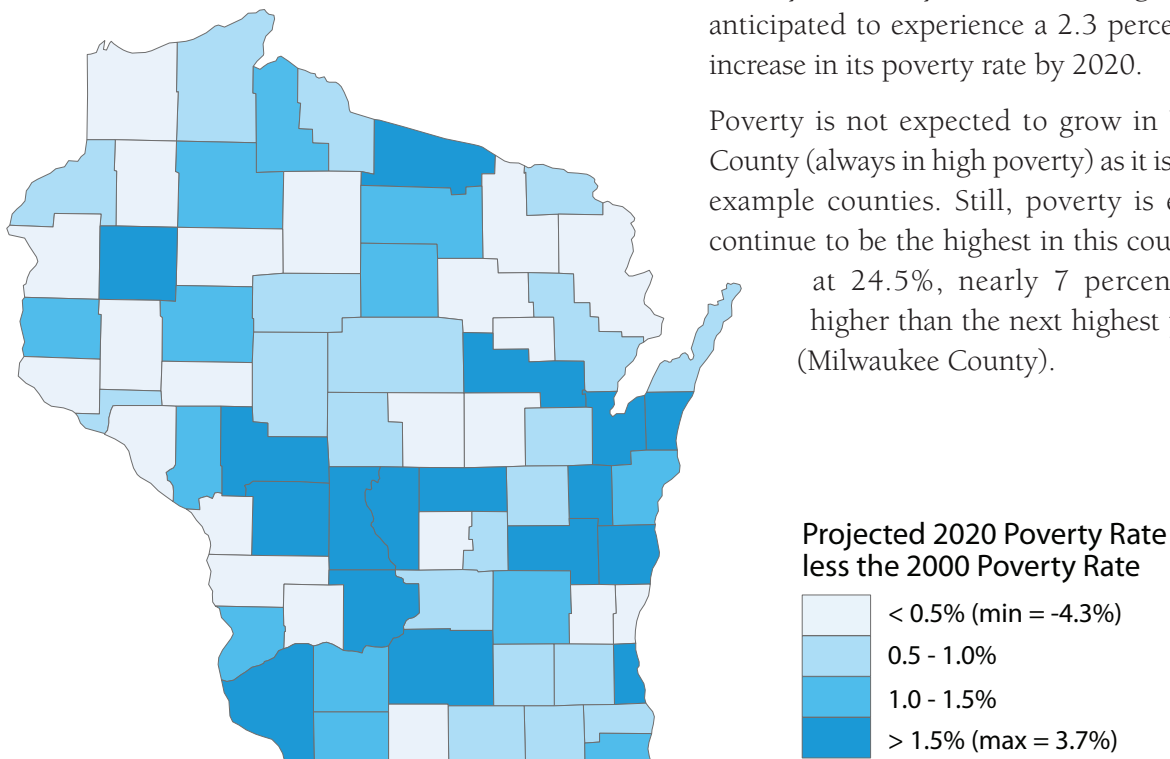 anticipated to experience a 2.3 perce
increase in its poverty rate by 2020.
Poverty is not expected to grow in
County (always in high poverty) as it is
example counties. Still, poverty is e
continue to be the highest in this cou
at 24.5%, nearly 7 percen
higher than the next highest
(Milwaukee County).
Projected 2020 Poverty Rate
less the 2000 Poverty Rate
< 0.5% (min = -4.3%)
0.5 - 1.0%
1.0 - 1.5%
> 1.5% (max = 3.7%)